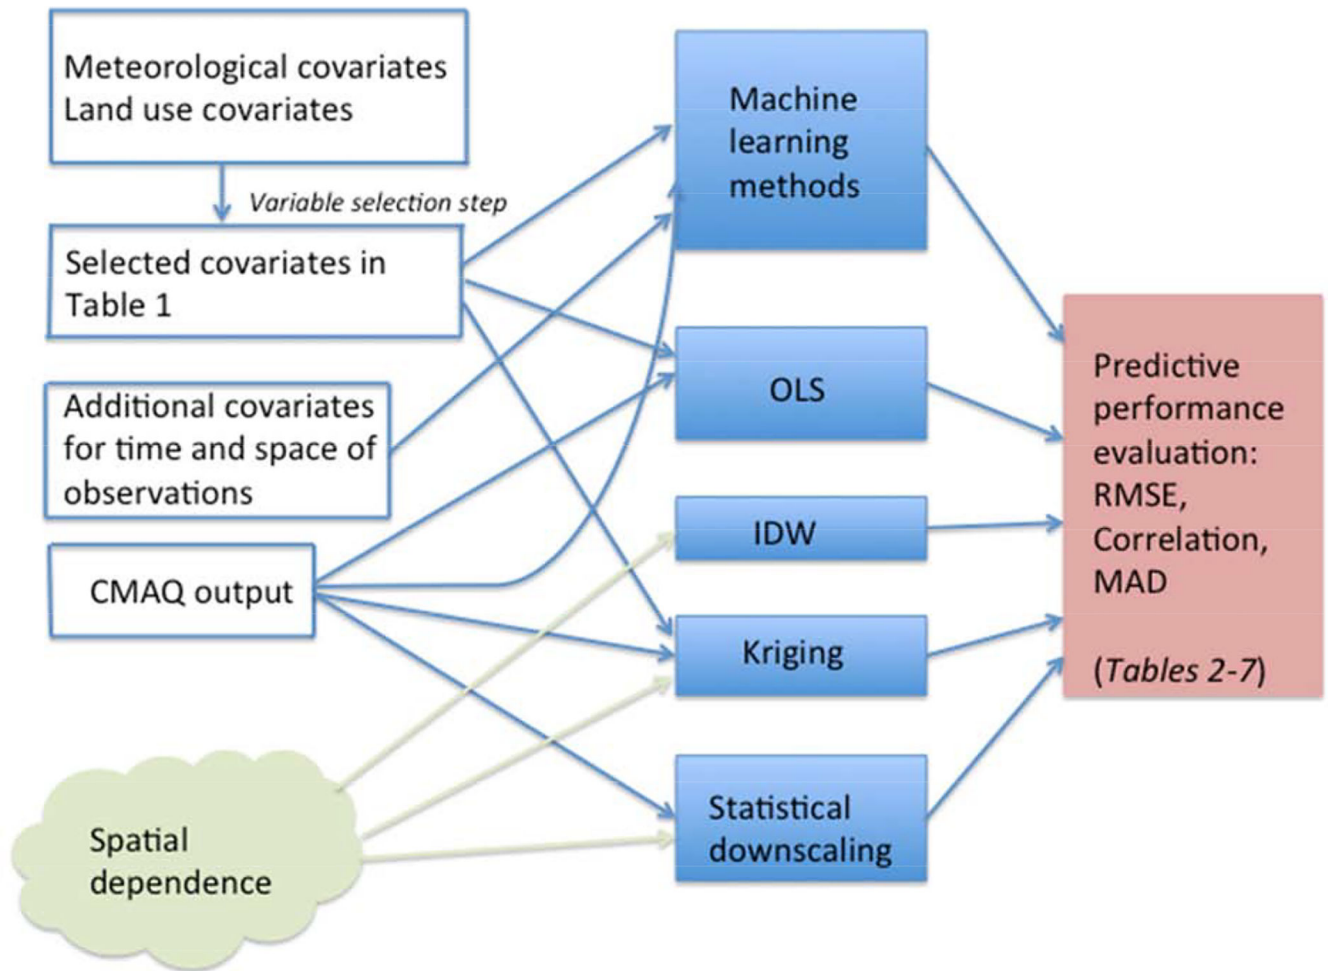 Meteorological covariates
Land use covariates
Variable selection step
Selected covariates in
Table 1
Additional covariates
for time and space of
observations
CMAQ output
Spatial
dependence
Machine
learning
methods
OLS
IDW
Kriging
Statistical
downscaling
Predictive
performance
evaluation:
RMSE,
Correlation,
MAD
(Tables 2-7)